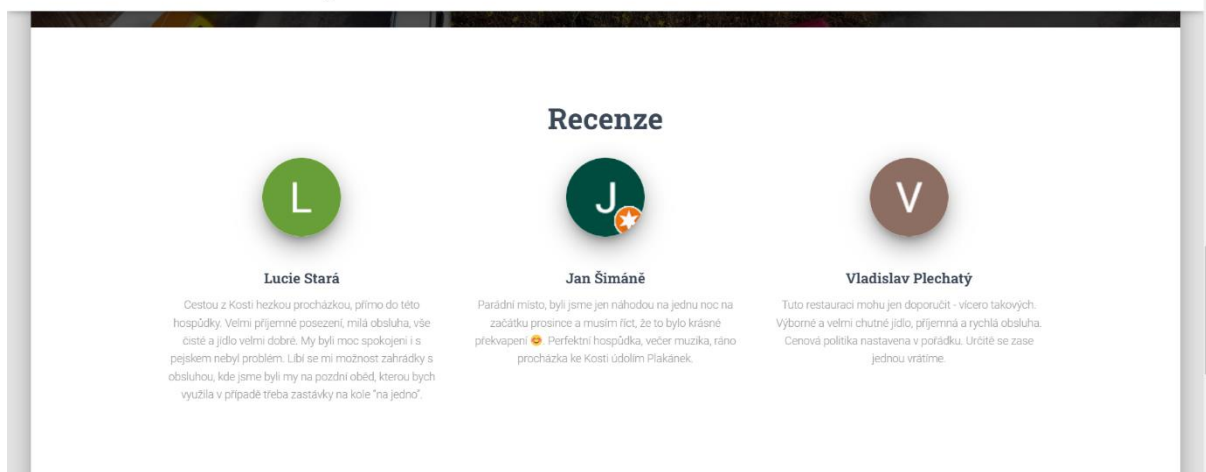 Recenze
L
J
V
Lucie Stará
Cestou z Kosti hezkou procházkou, přímo do této
hospůdky. Velmi příjemné posezení, milá obsluha, vše
čisté a jídlo velmi dobré. My byli moc spokojeni i s
pejskem nebyl problém. Líbí se mi možnost zahrádky s
obsluhou, kde jsme byli my na pozdní oběd, kterou bych
využila v případě třeba zastávky na kole "na jedno".
Jan Šimáně
Parádní místo, byli jsme jen náhodou na jednu noc na
začátku prosince a musím říct, že to bylo krásné
překvapení 😊. Perfektní hospůdka, večer muzika, ráno
procházka ke Kosti údolím Plakánek.
Vladislav Plechatý
Tuto restauraci mohu jen doporučit - vícero takových.
Výborné a velmi chutné jídlo, příjemná a rychlá obsluha.
Cenová politika nastavena v pořádku. Určitě se zase
jednou vrátíme.